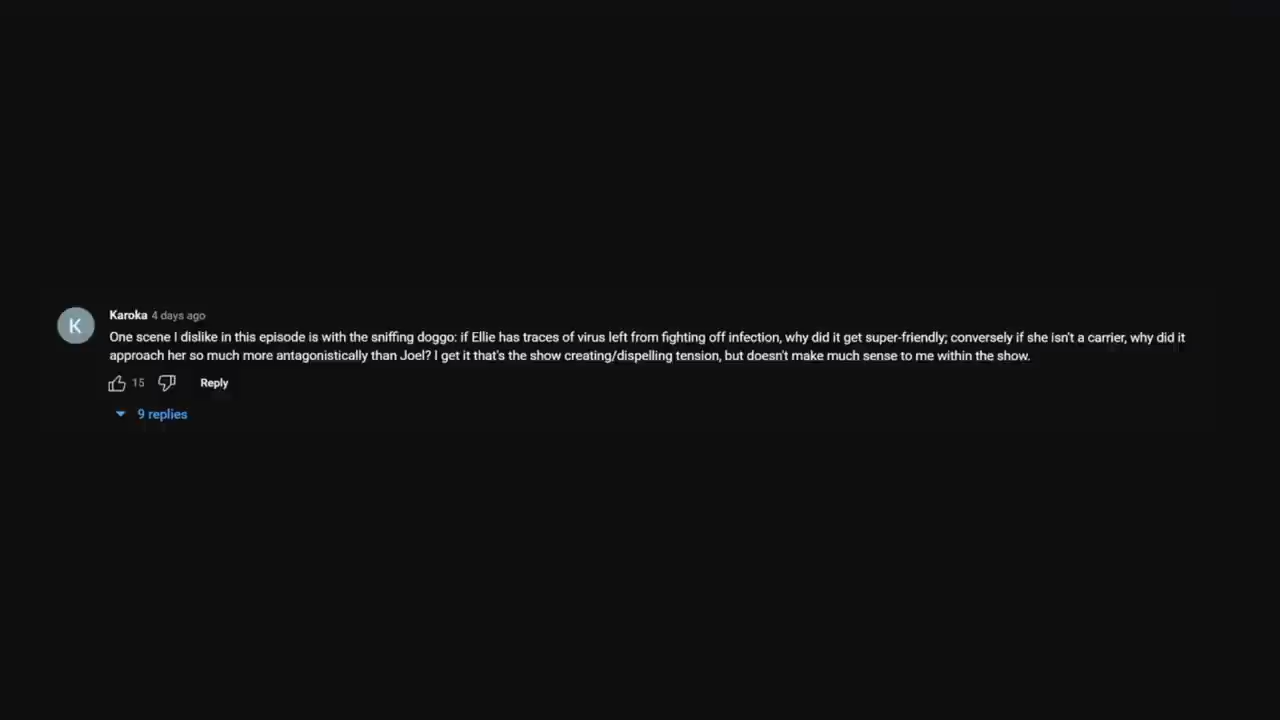 K
Karoka 4 days ago
One scene I dislike in this episode is with the sniffing doggo: if Ellie has traces of virus left from fighting off infection, why did it get super-friendly; conversely if she isn't a carrier, why did it
approach her so much more antagonistically than Joel? I get it that's the show creating/dispelling tension, but doesn't make much sense to me within the show.
15 Reply
9 replies